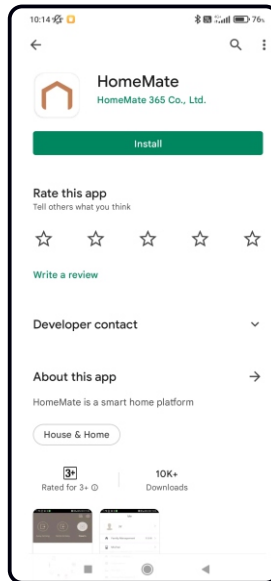 10:14
76%
HomeMate
HomeMate 365 Co., Ltd.
Install
Rate this app
Tell others what you think
Write a review
Developer contact
About this app
HomeMate is a smart home platform
House & Home
3+
10K+
Rated for 3+
Downloads